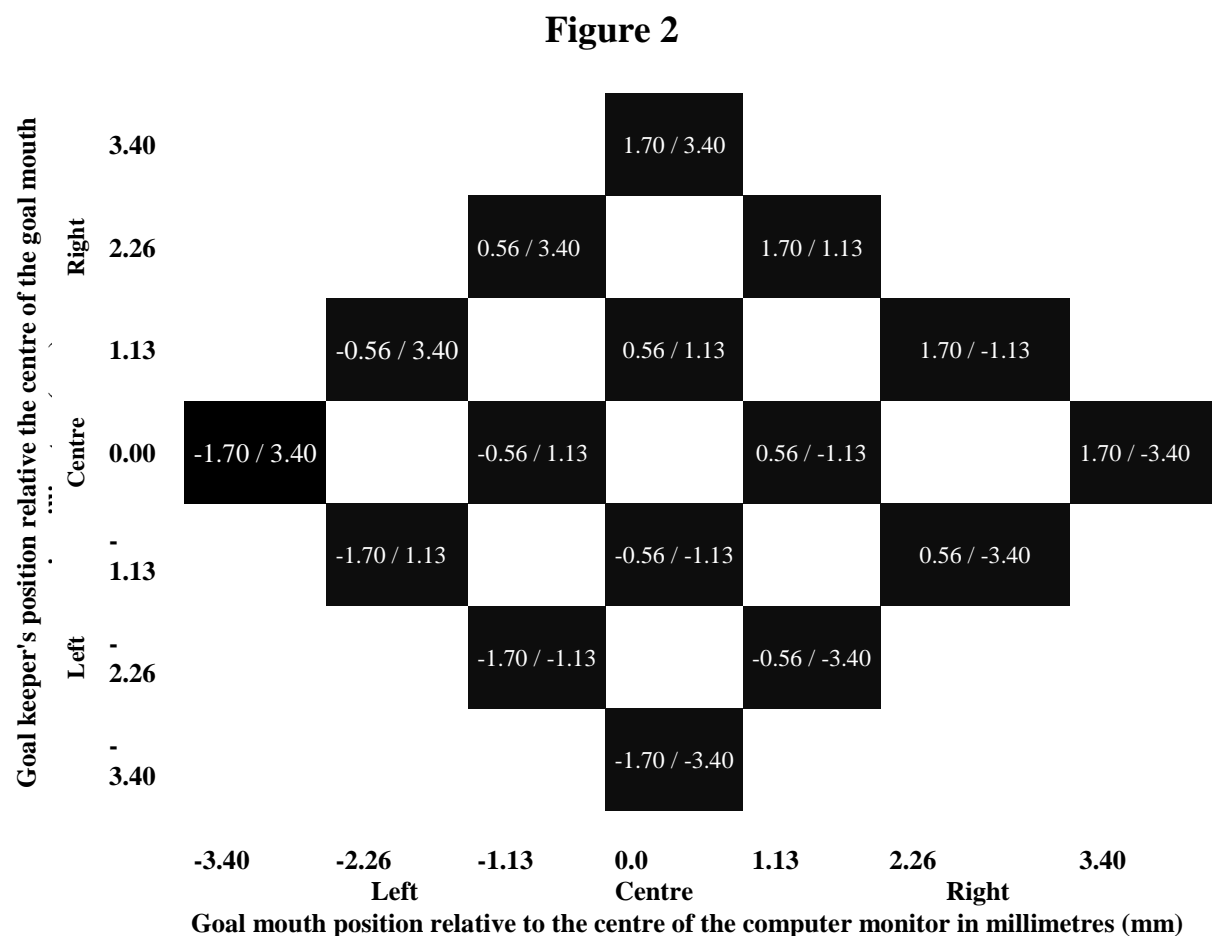 Figure 2
Goal keeper's position relative the centre of the goal mouth
Right
Centre
Left
3.40
1.70 / 3.40
2.26
0.56 / 3.40
1.70 / 1.13
1.13
-0.56 / 3.40
0.56 / 1.13
1.70 / -1.13
0.00
-1.70 / 3.40
-0.56 / 1.13
0.56 / -1.13
1.70 / -3.40
-
1.13
-1.70 / 1.13
-0.56 / -1.13
0.56 / -3.40
-
2.26
-1.70 / -1.13
-0.56 / -3.40
-
3.40
-1.70 / -3.40
-3.40 -2.26 -1.13 0.0 1.13 2.26 3.40
Left Centre Right
Goal mouth position relative to the centre of the computer monitor in millimetres (mm)